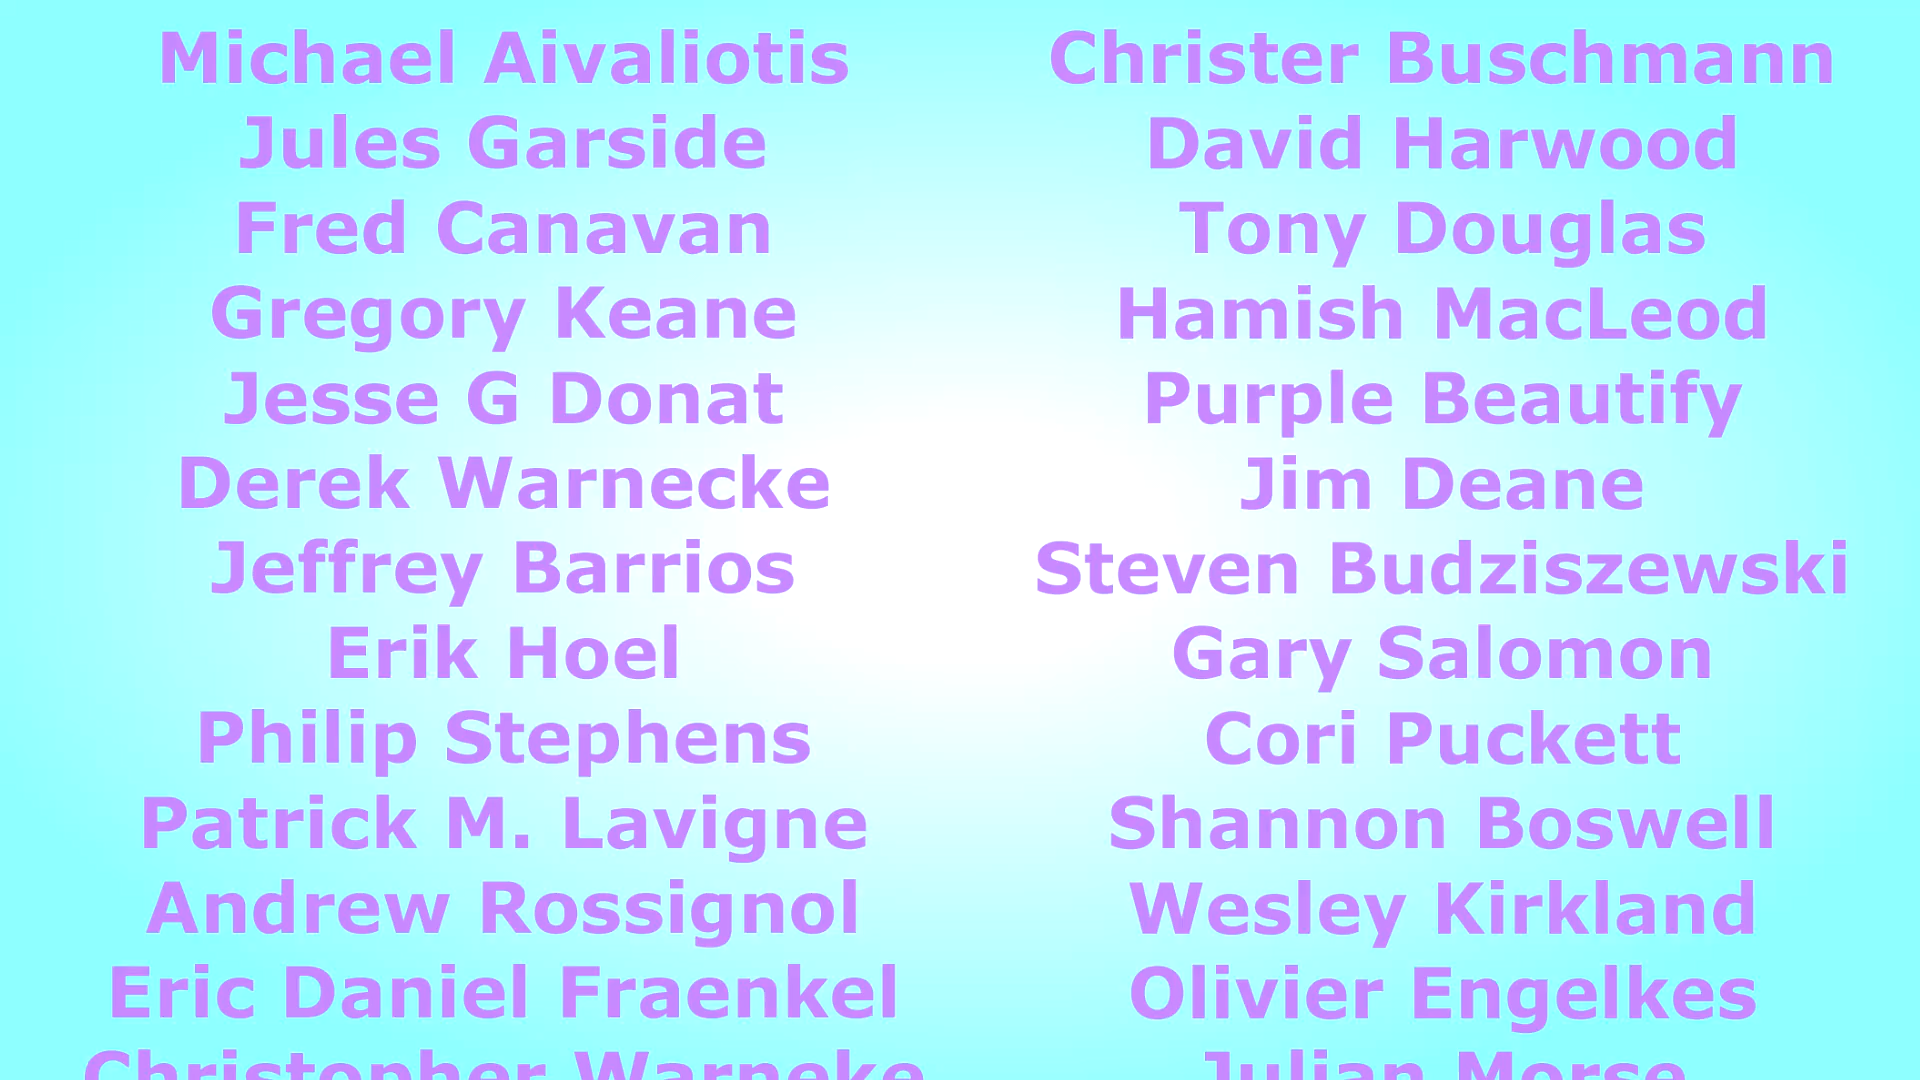 Michael Aivaliotis
Jules Garside
Fred Canavan
Gregory Keane
Jesse G Donat
Derek Warnecke
Jeffrey Barrios
Erik Hoel
Philip Stephens
Patrick M. Lavigne
Andrew Rossignol
Eric Daniel Fraenkel
Christopher Warneke
Christer Buschmann
David Harwood
Tony Douglas
Hamish MacLeod
Purple Beautify
Jim Deane
Steven Budziszewski
Gary Salomon
Cori Puckett
Shannon Boswell
Wesley Kirkland
Olivier Engelkes
Julian Morse